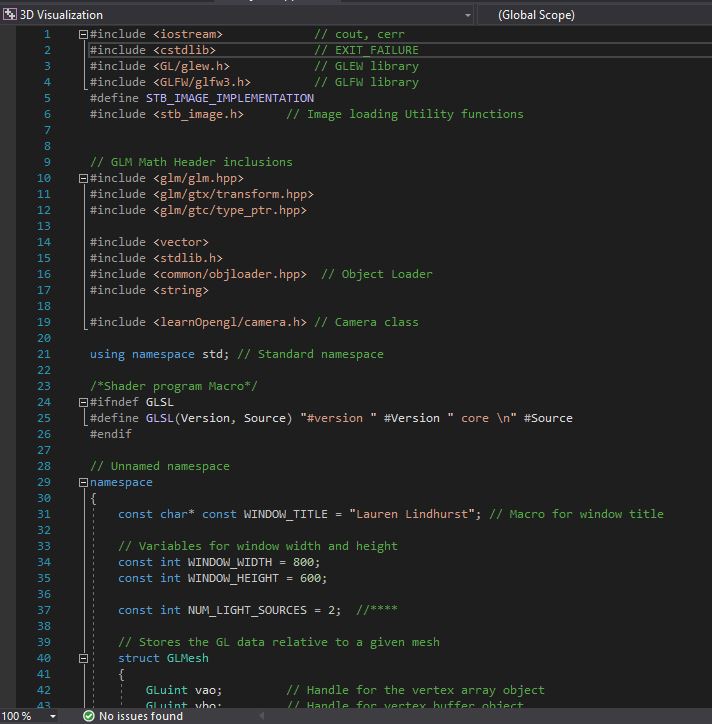 3D Visualization (Global Scope)
1 #include <iostream> // cout, cerr
2 #include <cstdlib> // EXIT_FAILURE
3 #include <GL/glew.h> // GLEW library
4 #include <GLFW/glfw3.h> // GLFW library
5 #define STB_IMAGE_IMPLEMENTATION
6 #include <stb_image.h> // Image loading Utility functions
7
8
9 // GLM Math Header inclusions
10 #include <glm/glm.hpp>
11 #include <glm/gtx/transform.hpp>
12 #include <glm/gtc/type_ptr.hpp>
13
14 #include <vector>
15 #include <stdlib.h>
16 #include <common/objloader.hpp> // Object Loader
17 #include <string>
18
19 #include <learnOpengl/camera.h> // Camera class
20
21 using namespace std; // Standard namespace
22
23 /*Shader program Macro*/
24 #ifndef GLSL
25 #define GLSL(Version, Source) "#version " #Version " core \n" #Source
26 #endif
27
28 // Unnamed namespace
29 namespace
30 {
31 const char* const WINDOW_TITLE = "Lauren Lindhurst"; // Macro for window title
32
33 // Variables for window width and height
34 const int WINDOW_WIDTH = 800;
35 const int WINDOW_HEIGHT = 600;
36
37 const int NUM_LIGHT_SOURCES = 2; //****
38
39 // Stores the GL data relative to a given mesh
40 struct GLMesh
41 {
42 GLuint vao; // Handle for the vertex array object
43 GLuint vbo; // Handle for vertex buffer object
100 % No issues found